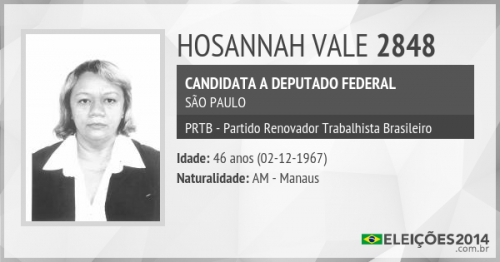 HOSANNAH VALE 2848
CANDIDATA A DEPUTADO FEDERAL
SÃO PAULO
PRTB - Partido Renovador Trabalhista Brasileiro
Idade: 46 anos (02-12-1967)
Naturalidade: AM - Manaus
ELEIÇÕES2014
.com.br